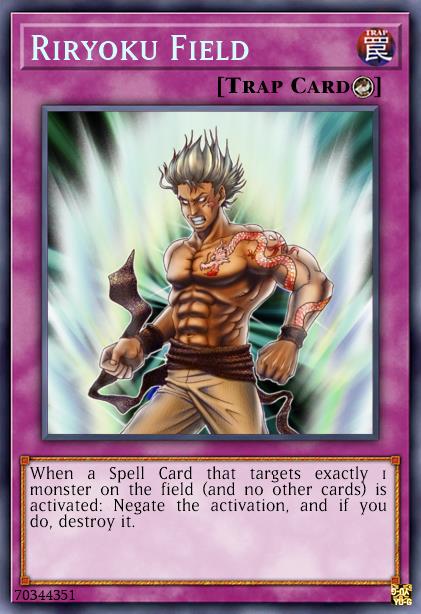 Riryoku Field
TRAP
罠
[Trap Card]
When a Spell Card that targets exactly 1
monster on the field (and no other cards) is
activated: Negate the activation, and if you
do, destroy it.
70344351